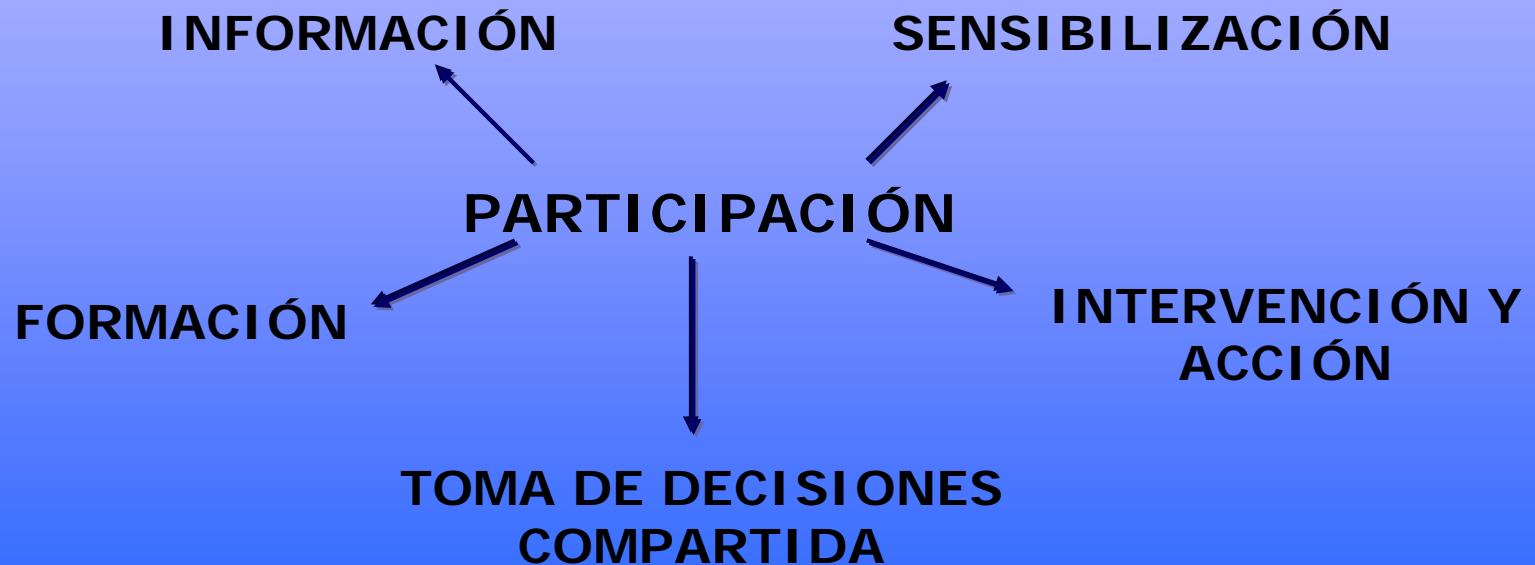 INFORMACIÓN
SENSIBILIZACIÓN
PARTICIPACIÓN
FORMACIÓN
INTERVENCIÓN Y
ACCIÓN
TOMA DE DECISIONES
COMPARTIDA